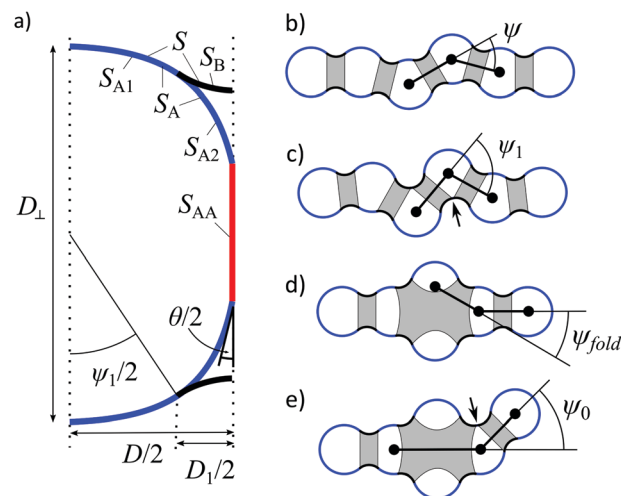 a)
S
S_B
S_A1
S_A
S_A2
D_⊥
S_AA
θ/2
ψ_1/2
D/2
D_1/2
b)
ψ
c)
ψ_1
d)
ψ_fold
e)
ψ_0